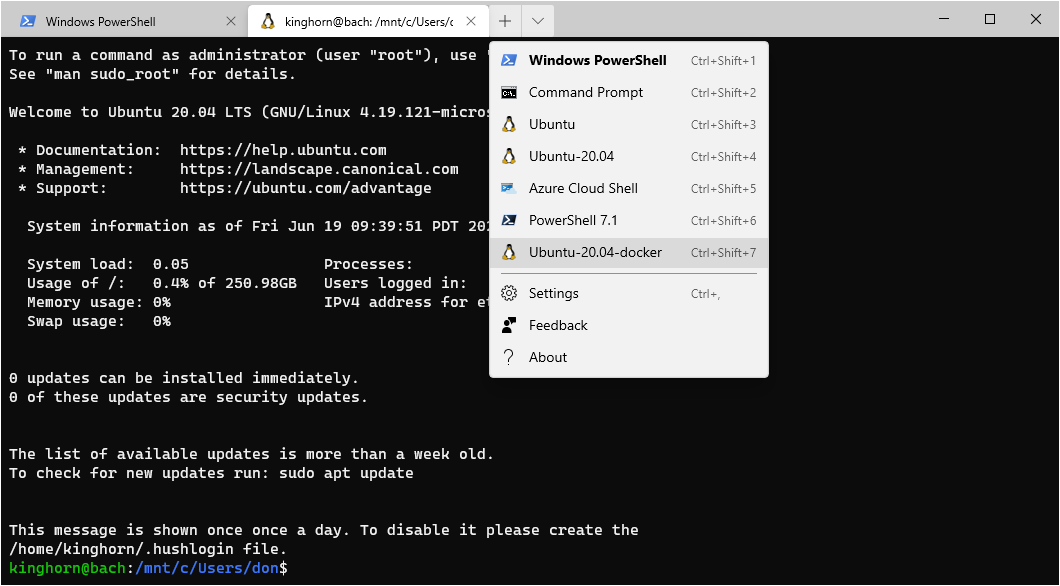 Windows PowerShell
kinghorn@bach: /mnt/c/Users/
To run a command as administrator (user "root"), use
See "man sudo_root" for details.
Welcome to Ubuntu 20.04 LTS (GNU/Linux 4.19.121-micros
* Documentation: https://help.ubuntu.com
* Management: https://landscape.canonical.com
* Support: https://ubuntu.com/advantage
System information as of Fri Jun 19 09:39:51 PDT 202
System load: 0.05 Processes:
Usage of /: 0.4% of 250.98GB Users logged in:
Memory usage: 0% IPv4 address for et
Swap usage: 0%
0 updates can be installed immediately.
0 of these updates are security updates.
The list of available updates is more than a week old.
To check for new updates run: sudo apt update
This message is shown once once a day. To disable it please create the
/home/kinghorn/.hushlogin file.
kinghorn@bach:/mnt/c/Users/don$
Windows PowerShell Ctrl+Shift+1
Command Prompt Ctrl+Shift+2
Ubuntu Ctrl+Shift+3
Ubuntu-20.04 Ctrl+Shift+4
Azure Cloud Shell Ctrl+Shift+5
PowerShell 7.1 Ctrl+Shift+6
Ubuntu-20.04-docker Ctrl+Shift+7
Settings Ctrl+,
Feedback
About